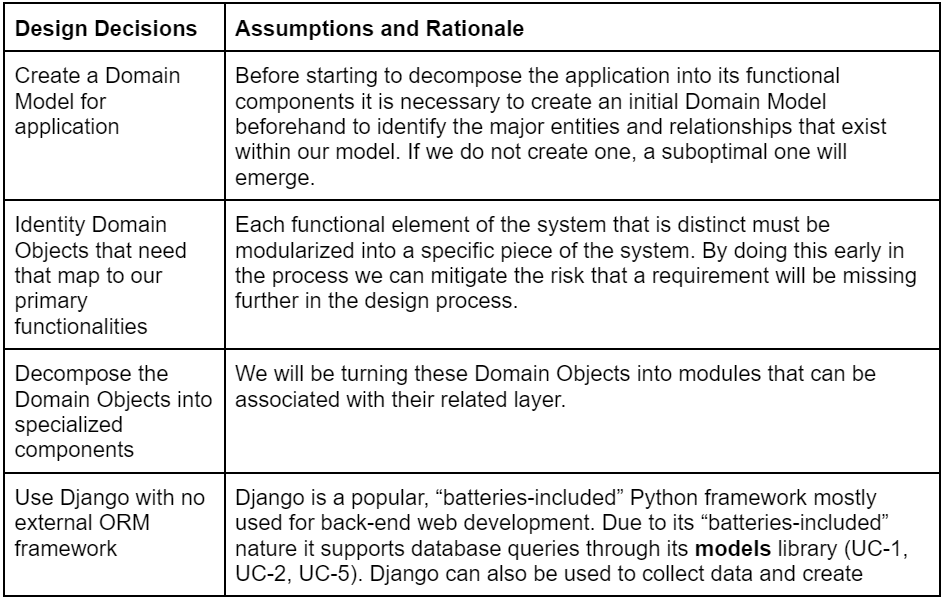 Design Decisions
Assumptions and Rationale
Create a Domain
Model for
application
Before starting to decompose the application into its functional
components it is necessary to create an initial Domain Model
beforehand to identify the major entities and relationships that exist
within our model. If we do not create one, a suboptimal one will
emerge.
Identity Domain
Objects that need
that map to our
primary
functionalities
Each functional element of the system that is distinct must be
modularized into a specific piece of the system. By doing this early in
the process we can mitigate the risk that a requirement will be missing
further in the design process.
Decompose the
Domain Objects into
specialized
components
We will be turning these Domain Objects into modules that can be
associated with their related layer.
Use Django with no
external ORM
framework
Django is a popular, “batteries-included” Python framework mostly
used for back-end web development. Due to its “batteries-included”
nature it supports database queries through its models library (UC-1,
UC-2, UC-5). Django can also be used to collect data and create